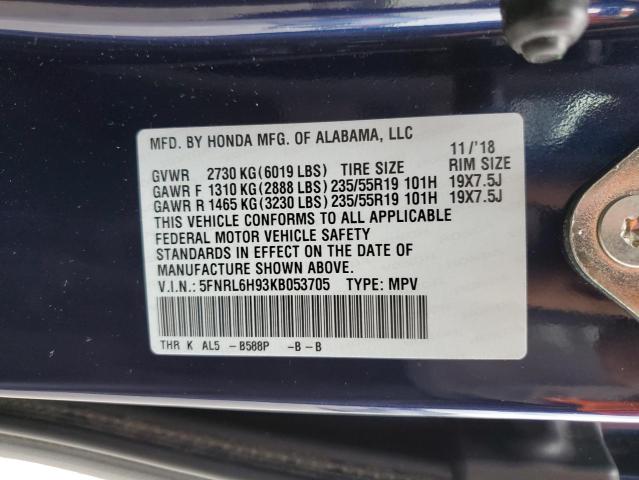 MFD. BY HONDA MFG. OF ALABAMA, LLC 11/'18
GVWR 2730 KG (6019 LBS) TIRE SIZE RIM SIZE
GAWR F 1310 KG (2888 LBS) 235/55R19 101H 19X7.5J
GAWR R 1465 KG (3230 LBS) 235/55R19 101H 19X7.5J
THIS VEHICLE CONFORMS TO ALL APPLICABLE
FEDERAL MOTOR VEHICLE SAFETY
STANDARDS IN EFFECT ON THE DATE OF
MANUFACTURE SHOWN ABOVE.
V.I.N.: 5FNRL6H93KB053705 TYPE: MPV
THR K AL5 -B588P -B-B